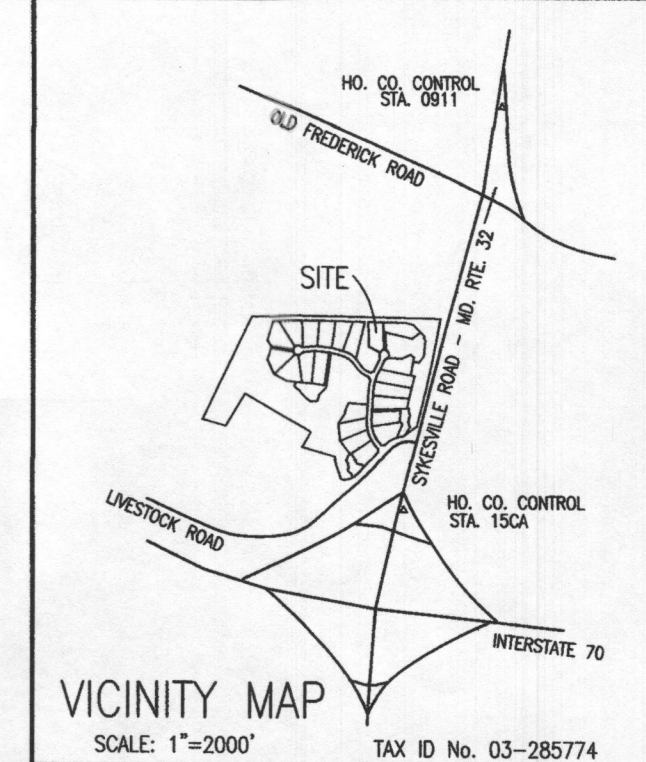 HO. CO. CONTROL
STA. 0911
OLD FREDERICK ROAD
SITE
SYKESVILLE ROAD - MD. RTE. 32
LIVESTOCK ROAD
HO. CO. CONTROL
STA. 15CA
INTERSTATE 70
VICINITY MAP
SCALE: 1"=2000'
TAX ID No. 03-285774